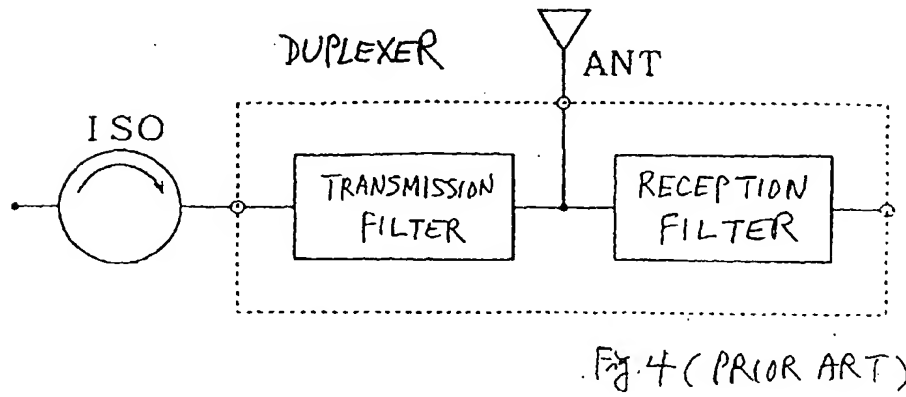 DUPLEXER
ANT
ISO
TRANSMISSION
FILTER
RECEPTION
FILTER
Fig. 4 (PRIOR ART)